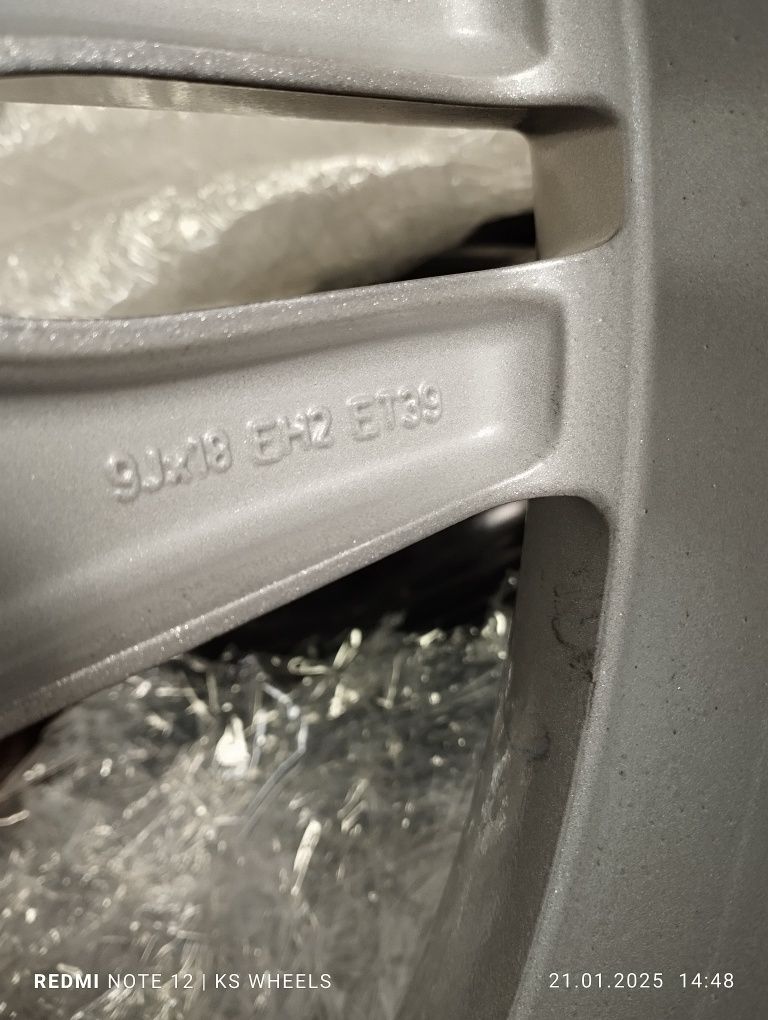 9Jx18 EH2 ET39
REDMI NOTE 12 | KS WHEELS
21.01.2025 14:48